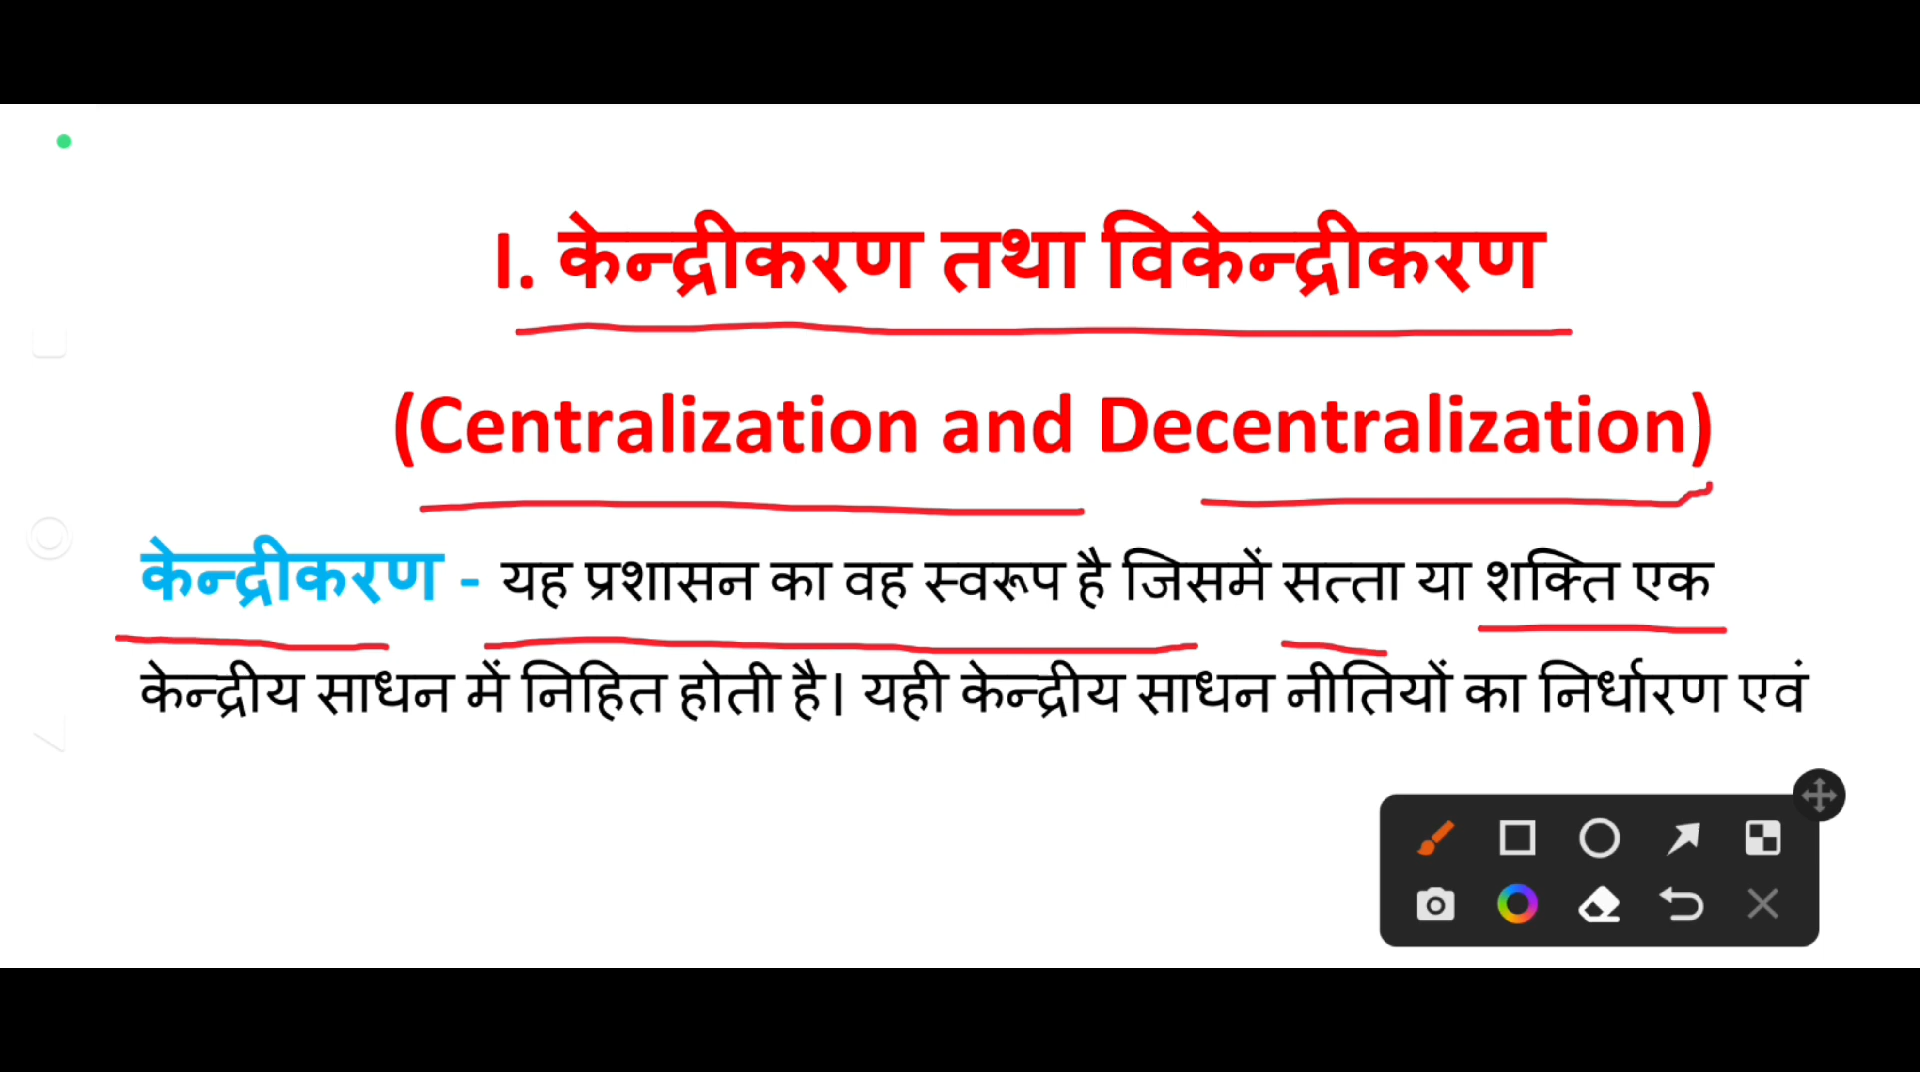 I. केन्द्रीकरण तथा विकेन्द्रीकरण
(Centralization and Decentralization)
केन्द्रीकरण - यह प्रशासन का वह स्वरूप है जिसमें सत्ता या शक्ति एक
केन्द्रीय साधन में निहित होती है। यही केन्द्रीय साधन नीतियों का निर्धारण एवं